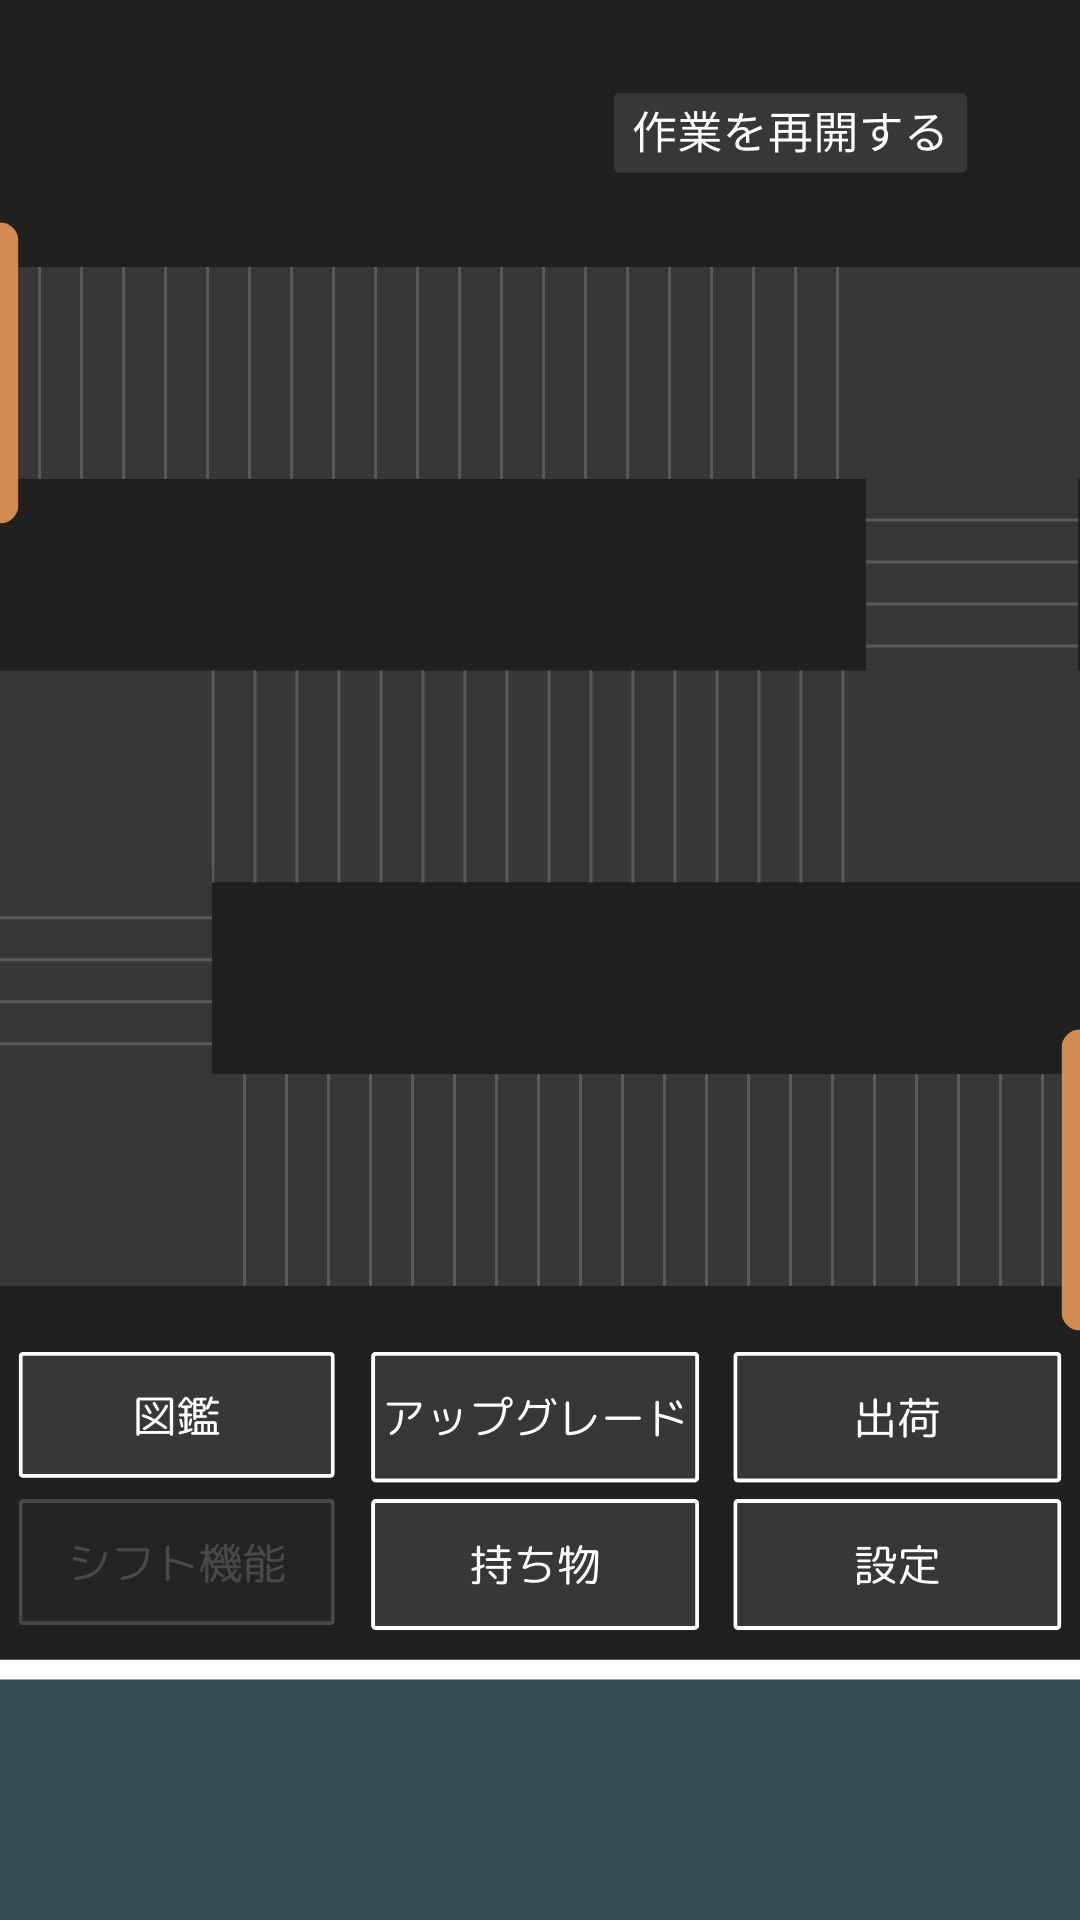 作業を再開する
図鑑
アップグレード
出荷
シフト機能
持ち物
設定